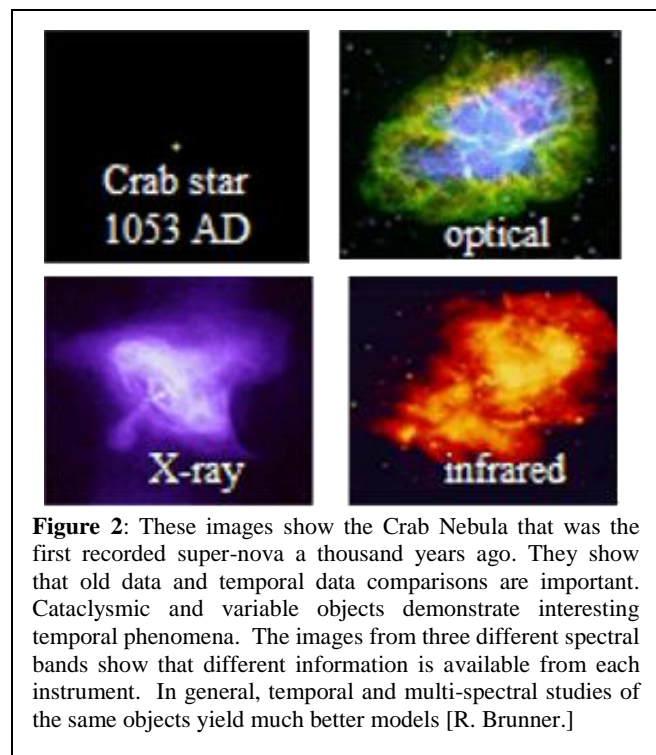 Crab star
1053 AD
optical
X-ray
infrared
Figure 2: These images show the Crab Nebula that was the
first recorded super-nova a thousand years ago. They show
that old data and temporal data comparisons are important.
Cataclysmic and variable objects demonstrate interesting
temporal phenomena. The images from three different spectral
bands show that different information is available from each
instrument. In general, temporal and multi-spectral studies of
the same objects yield much better models [R. Brunner.]